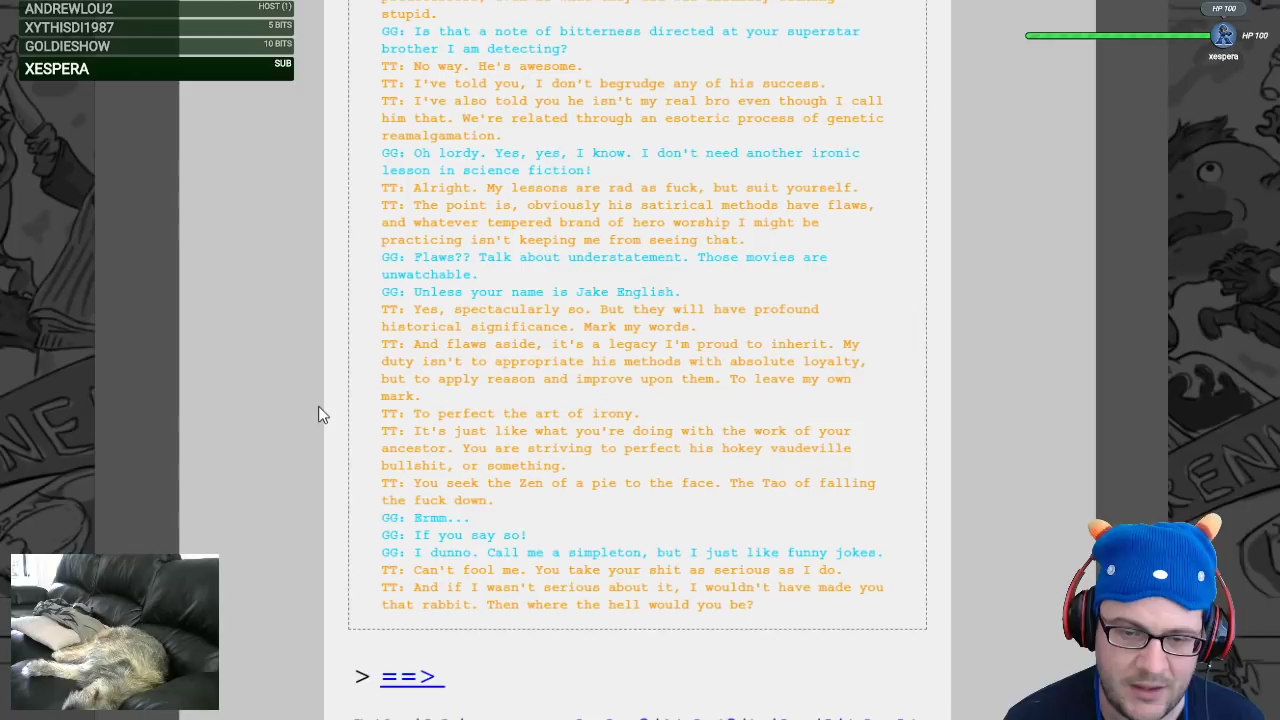 ANDREWLOU2 HOST (1)
XYTHISDI1987 5 BITS
GOLDIESHOW 10 BITS
XESPERA SUB
HP 100
HP 100
xespera
stupid.
GG: Is that a note of bitterness directed at your superstar
brother I am detecting?
TT: No way. He's awesome.
TT: I've told you, I don't begrudge any of his success.
TT: I've also told you he isn't my real bro even though I call
him that. We're related through an esoteric process of genetic
reamalgamation.
GG: Oh lordy. Yes, yes, I know. I don't need another ironic
lesson in science fiction!
TT: Alright. My lessons are rad as fuck, but suit yourself.
TT: The point is, obviously his satirical methods have flaws,
and whatever tempered brand of hero worship I might be
practicing isn't keeping me from seeing that.
GG: Flaws?? Talk about understatement. Those movies are
unwatchable.
GG: Unless your name is Jake English.
TT: Yes, spectacularly so. But they will have profound
historical significance. Mark my words.
TT: And flaws aside, it's a legacy I'm proud to inherit. My
duty isn't to appropriate his methods with absolute loyalty,
but to apply reason and improve upon them. To leave my own
mark.
TT: To perfect the art of irony.
TT: It's just like what you're doing with the work of your
ancestor. You are striving to perfect his hokey vaudeville
bullshit, or something.
TT: You seek the Zen of a pie to the face. The Tao of falling
the fuck down.
GG: Ermm...
GG: If you say so!
GG: I dunno. Call me a simpleton, but I just like funny jokes.
TT: Can't fool me. You take your shit as serious as I do.
TT: And if I wasn't serious about it, I wouldn't have made you
that rabbit. Then where the hell would you be?
> ==>